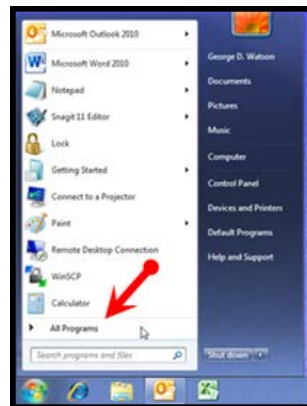 Microsoft Outlook 2010
Microsoft Word 2010
Notepad
Snagit 11 Editor
Lock
Getting Started
Connect to a Projector
Paint
Remote Desktop Connection
WinSCP
Calculator
All Programs
Search programs and files
George D. Watson
Documents
Pictures
Music
Computer
Control Panel
Devices and Printers
Default Programs
Help and Support
Shut down